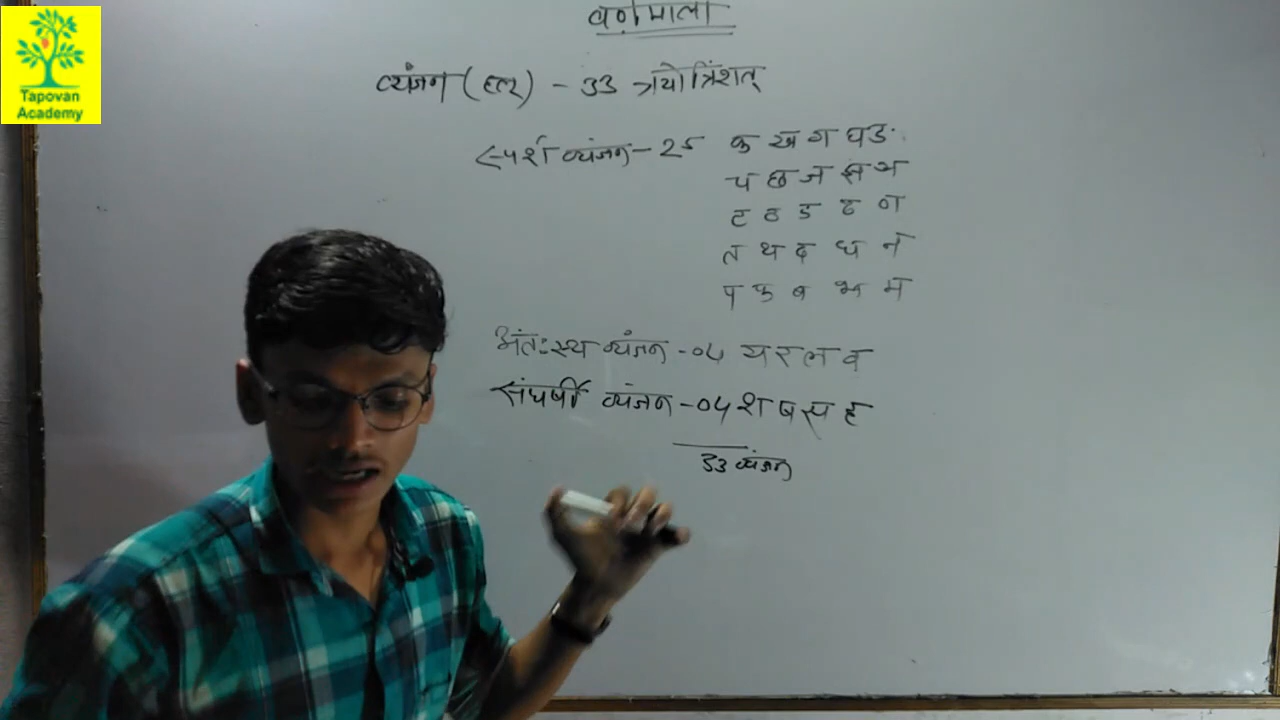 Tapovan
Academy
वर्णमाला
व्यंजन (हल्) - 33 त्रयोत्रिंशत्
स्पर्श व्यंजन - 25 क ख ग घ ङ
च छ ज झ ञ
ट ठ ड ढ ण
त थ द ध न
प फ ब भ म
अंतःस्थ व्यंजन - 04 य र ल व
संघर्षी व्यंजन - 04 श ष स ह
33 व्यंजन